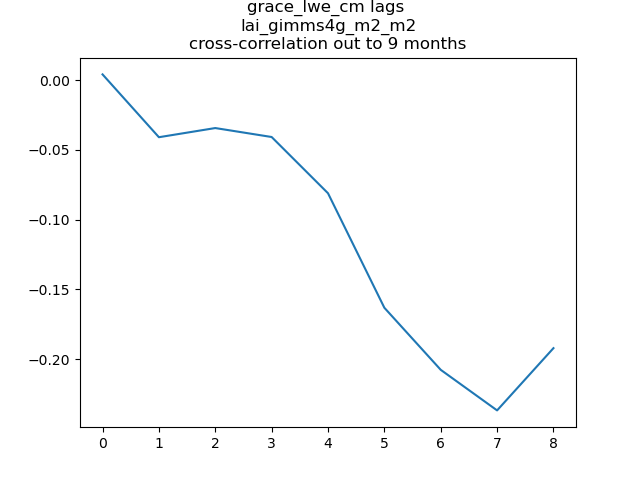 grace_lwe_cm lags
lai_gimms4g_m2_m2
cross-correlation out to 9 months
0.00
−0.05
−0.10
−0.15
−0.20
0 1 2 3 4 5 6 7 8